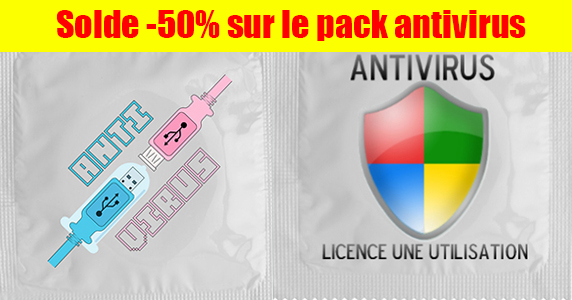 Solde -50% sur le pack antivirus
ANTI
VIRUS
ANTIVIRUS
LICENCE UNE UTILISATION